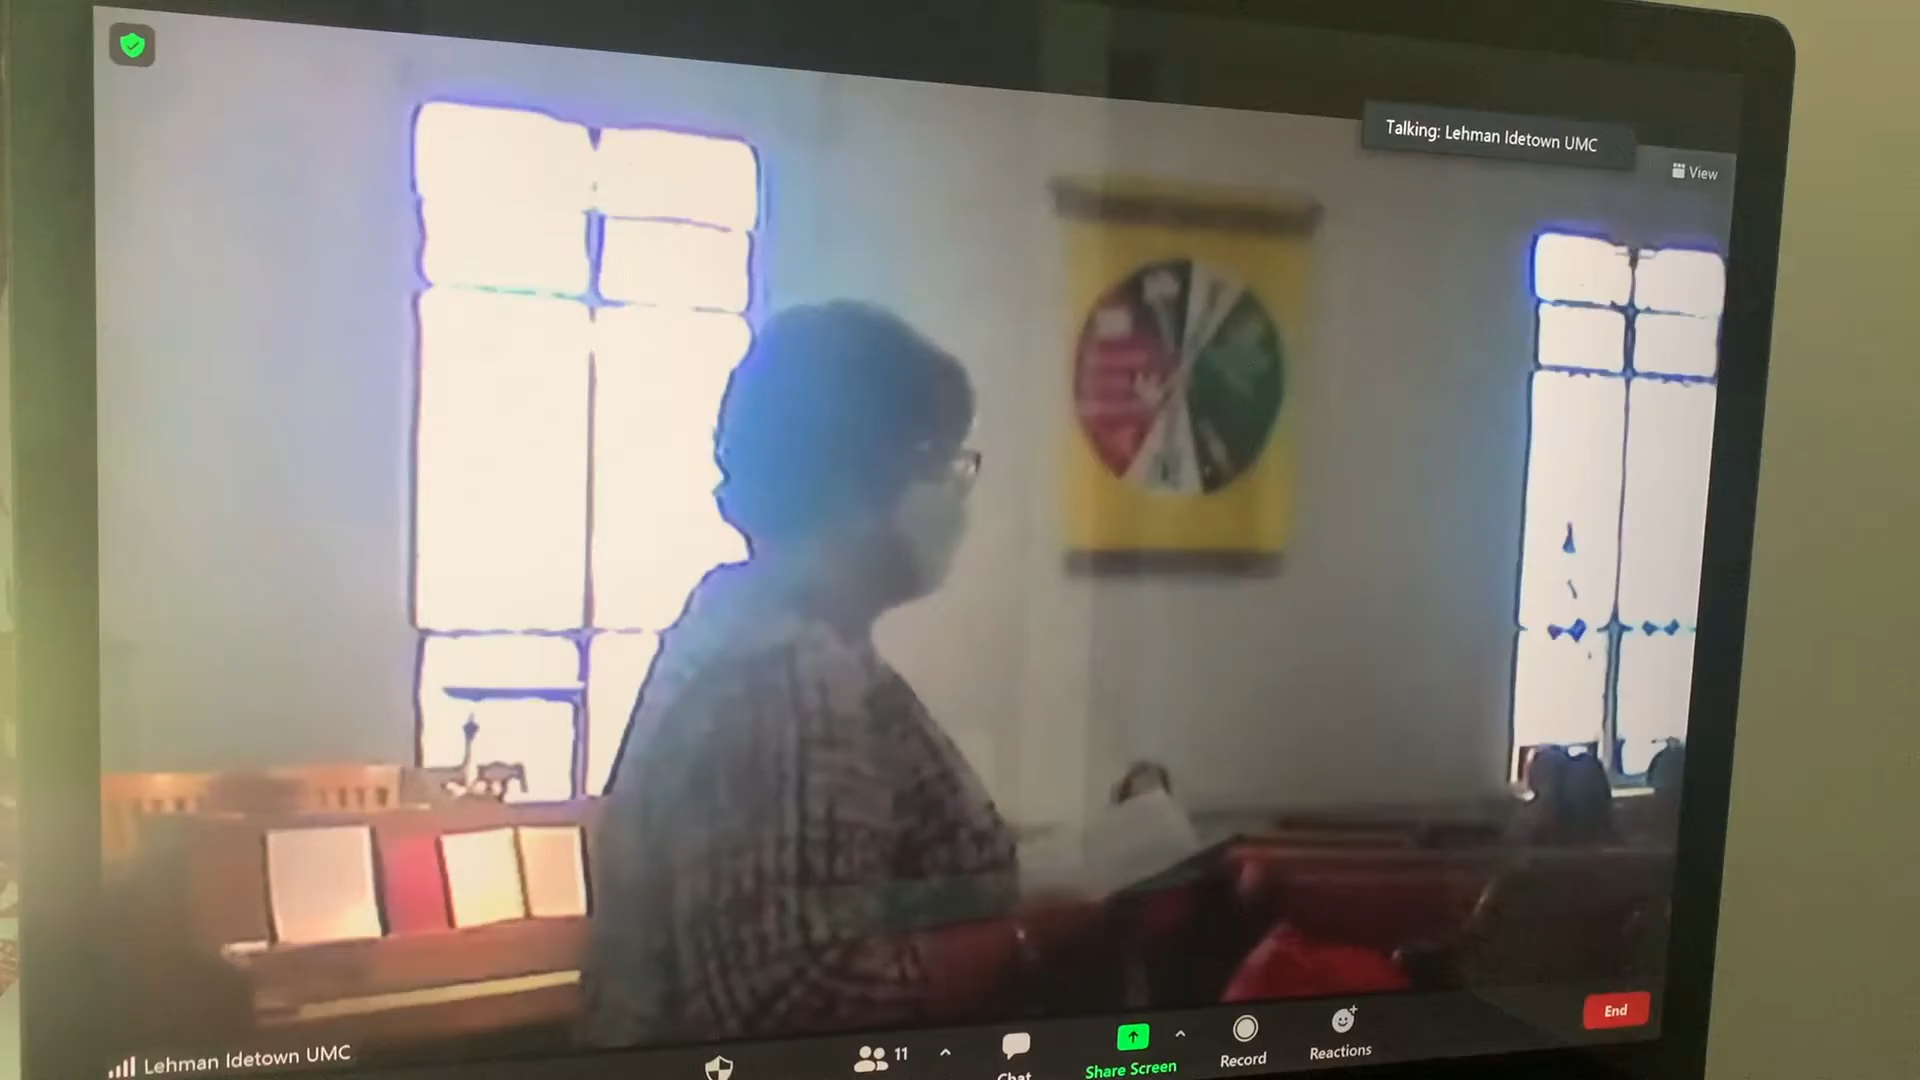 Talking: Lehman Idetown UMC
View
Lehman Idetown UMC
11
Chat
Share Screen
Record
Reactions
End